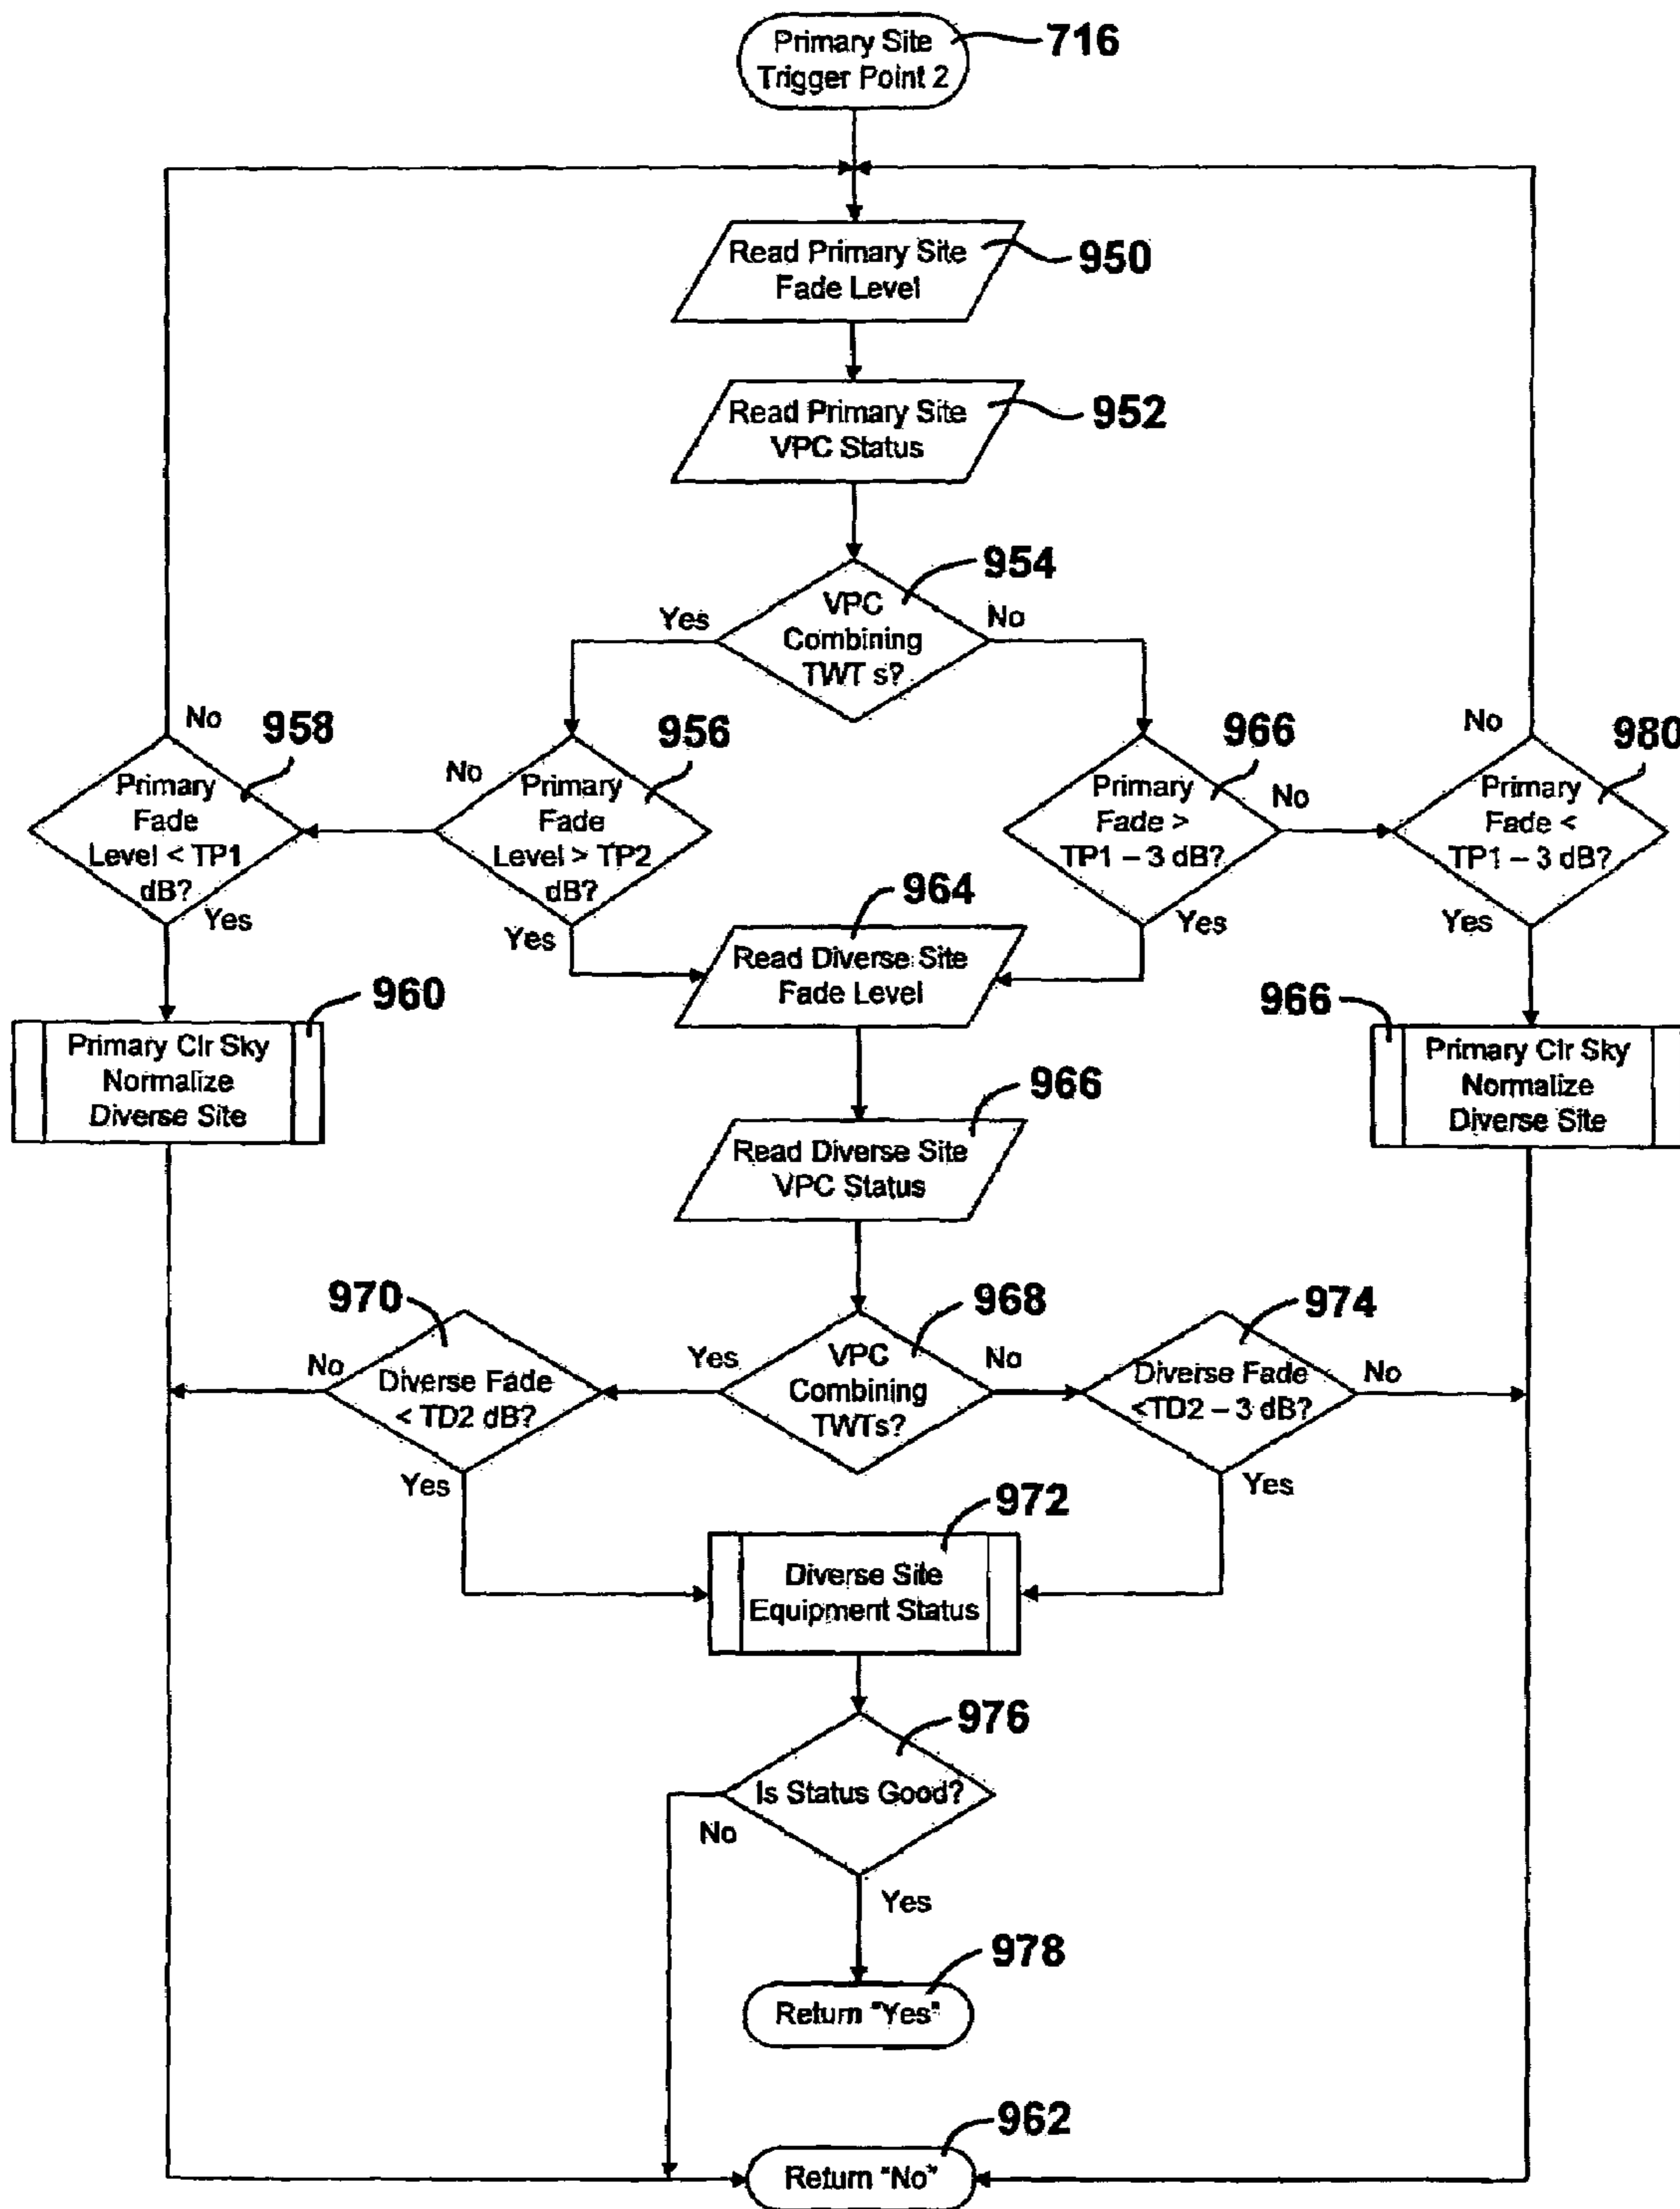 Primary Site
Trigger Point 2
716
Read Primary Site
Fade Level
950
Read Primary Site
VPC Status
952
954
VPC
Combining
TWT s?
Yes
No
No
958
Primary
Fade
Level < TP1
dB?
Yes
956
No
Primary
Fade
Level > TP2
dB?
Yes
966
Primary
Fade >
TP1 – 3 dB?
No
Yes
No
980
Primary
Fade <
TP1 – 3 dB?
Yes
964
Read Diverse Site
Fade Level
960
Primary Clr Sky
Normalize
Diverse Site
966
Primary Clr Sky
Normalize
Diverse Site
966
Read Diverse Site
VPC Status
970
No
Diverse Fade
< TD2 dB?
Yes
968
Yes
VPC
Combining
TWTs?
No
974
Diverse Fade
<TD2 – 3 dB?
No
Yes
972
Diverse Site
Equipment Status
976
Is Status Good?
No
Yes
978
Return "Yes"
962
Return "No"